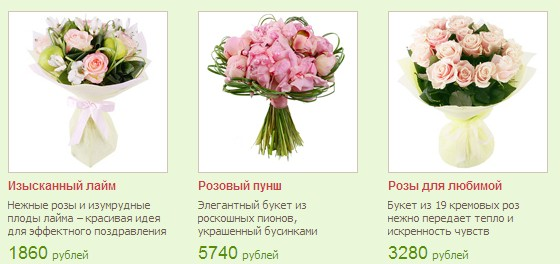 Изысканный лайм
Нежные розы и изумрудные
плоды лайма – красивая идея
для эффектного поздравления
1860 рублей
Розовый пунш
Элегантный букет из
роскошных пионов,
украшенный бусинками
5740 рублей
Розы для любимой
Букет из 19 кремовых роз
нежно передает тепло и
искренность чувств
3280 рублей